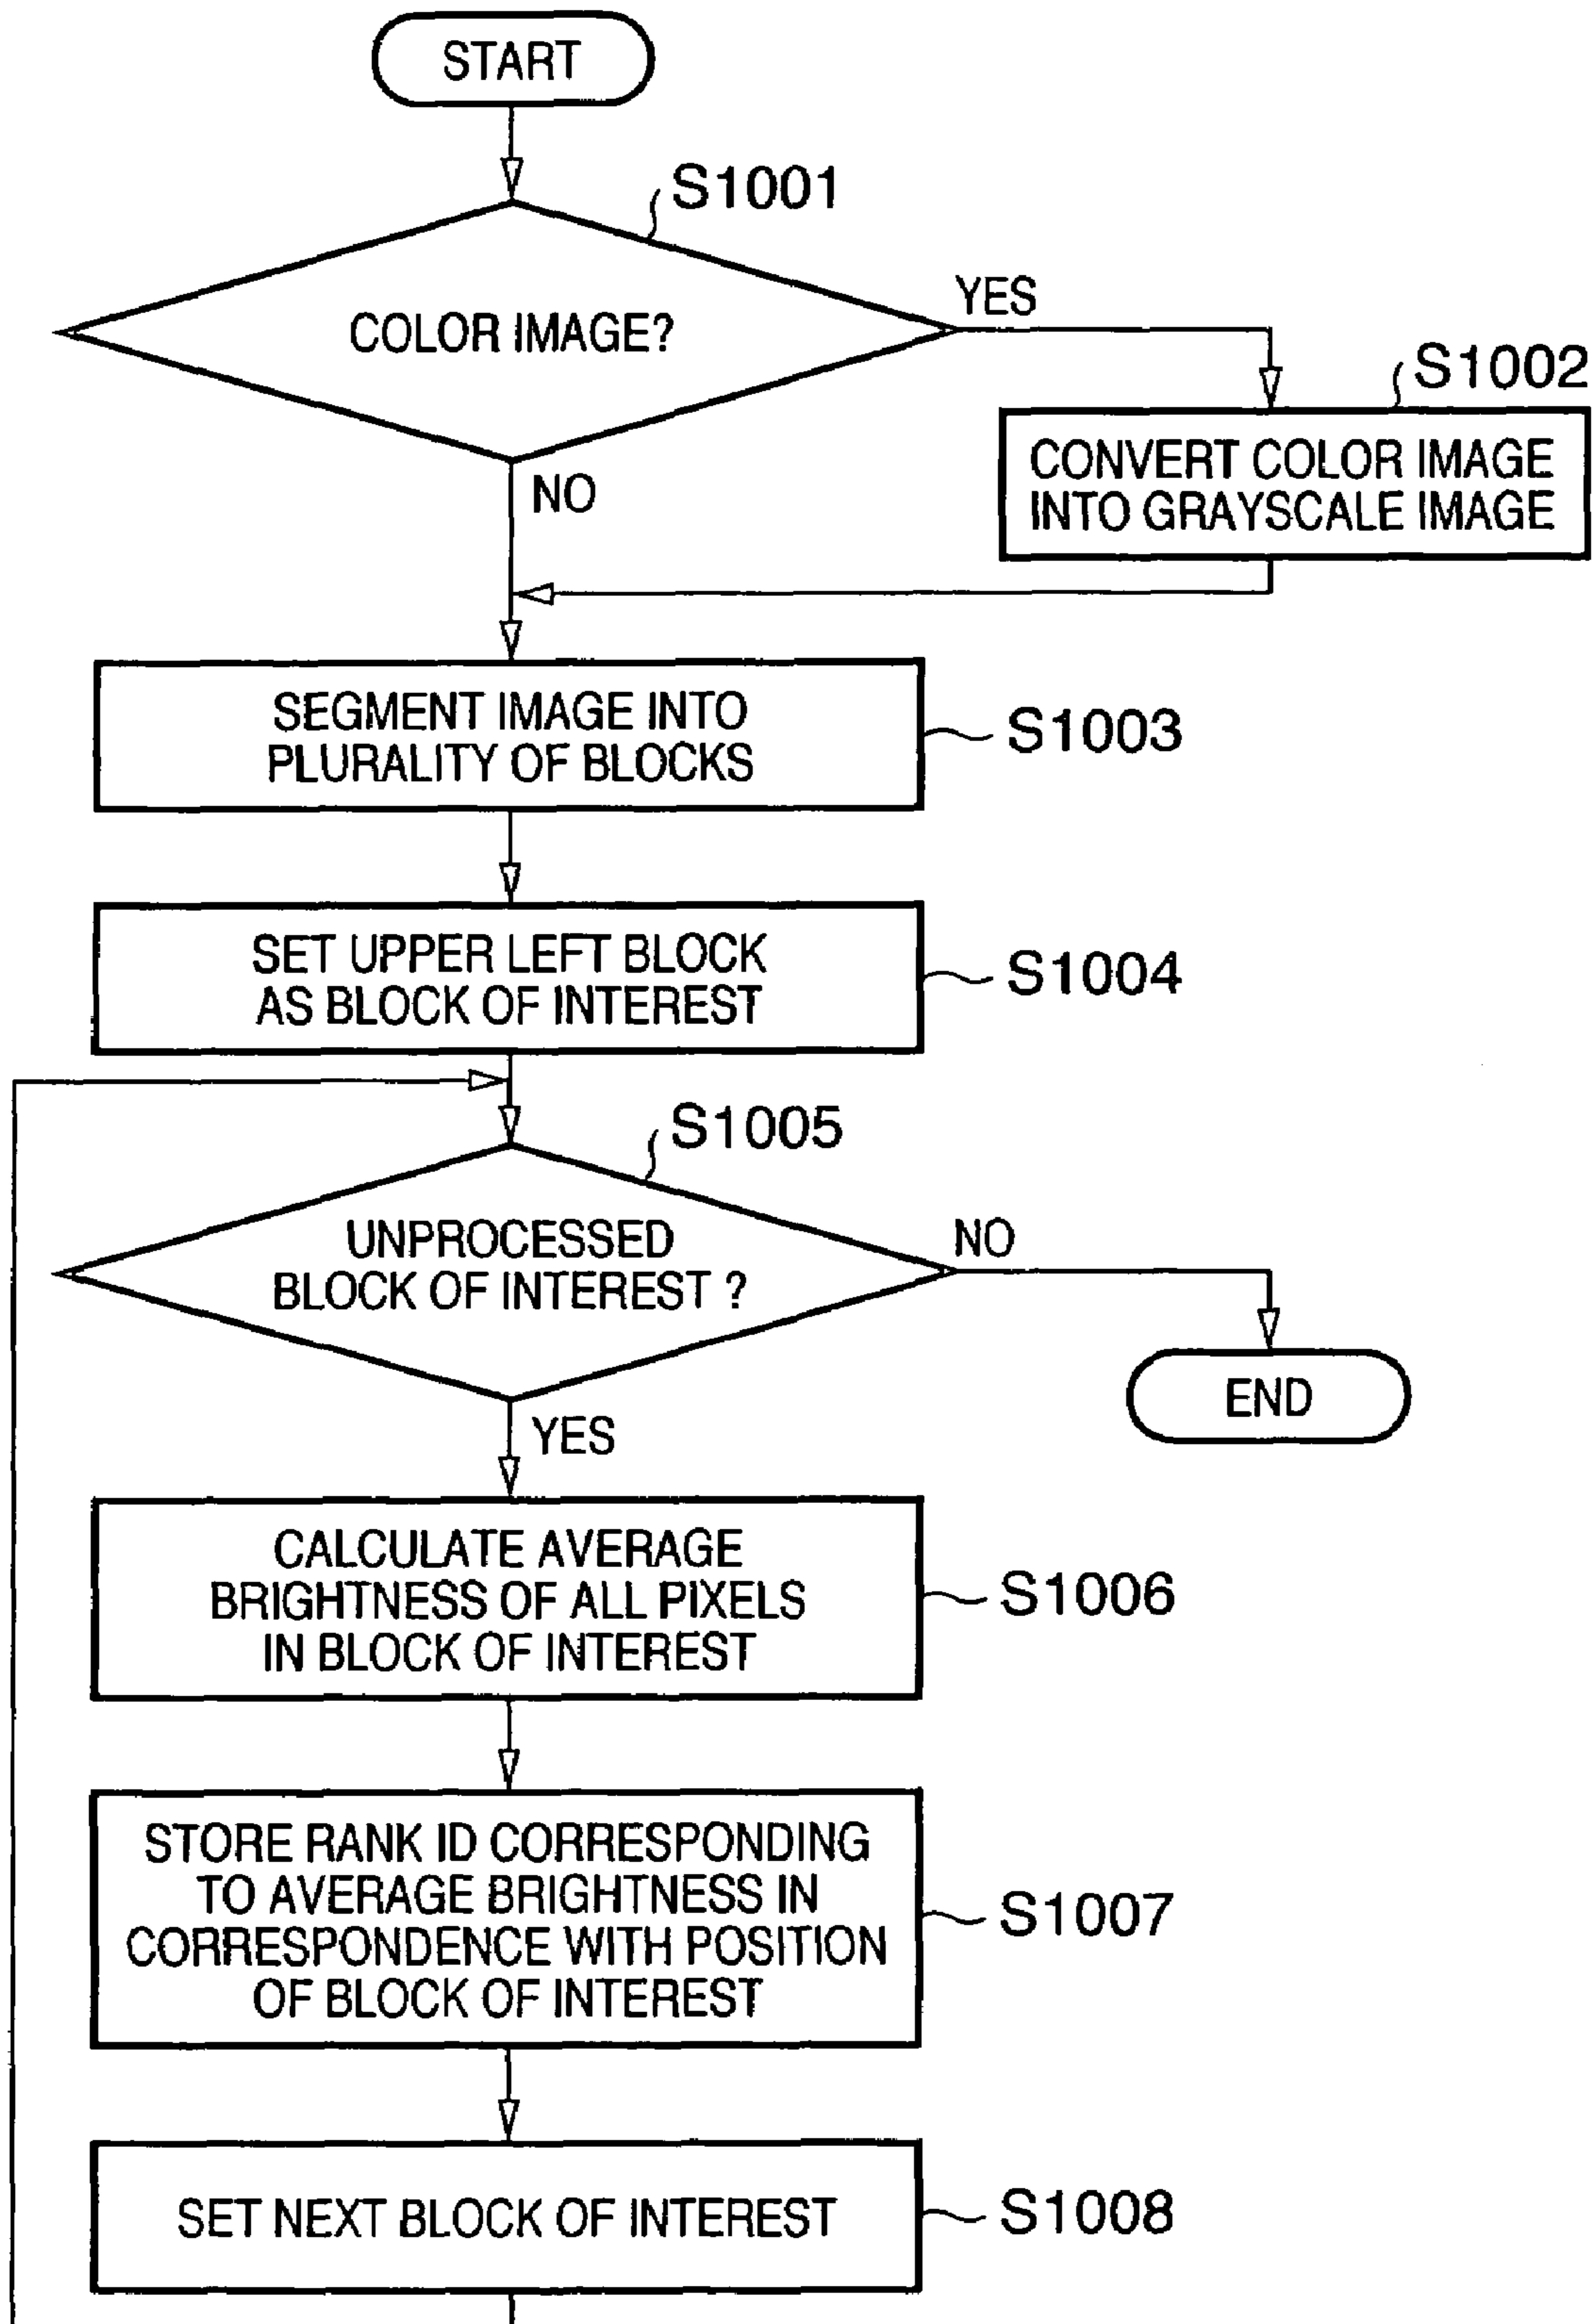 START
S1001
COLOR IMAGE?
YES
S1002
CONVERT COLOR IMAGE
INTO GRAYSCALE IMAGE
NO
SEGMENT IMAGE INTO
PLURALITY OF BLOCKS
S1003
SET UPPER LEFT BLOCK
AS BLOCK OF INTEREST
S1004
S1005
UNPROCESSED
BLOCK OF INTEREST ?
NO
END
YES
CALCULATE AVERAGE
BRIGHTNESS OF ALL PIXELS
IN BLOCK OF INTEREST
S1006
STORE RANK ID CORRESPONDING
TO AVERAGE BRIGHTNESS IN
CORRESPONDENCE WITH POSITION
OF BLOCK OF INTEREST
S1007
SET NEXT BLOCK OF INTEREST
S1008